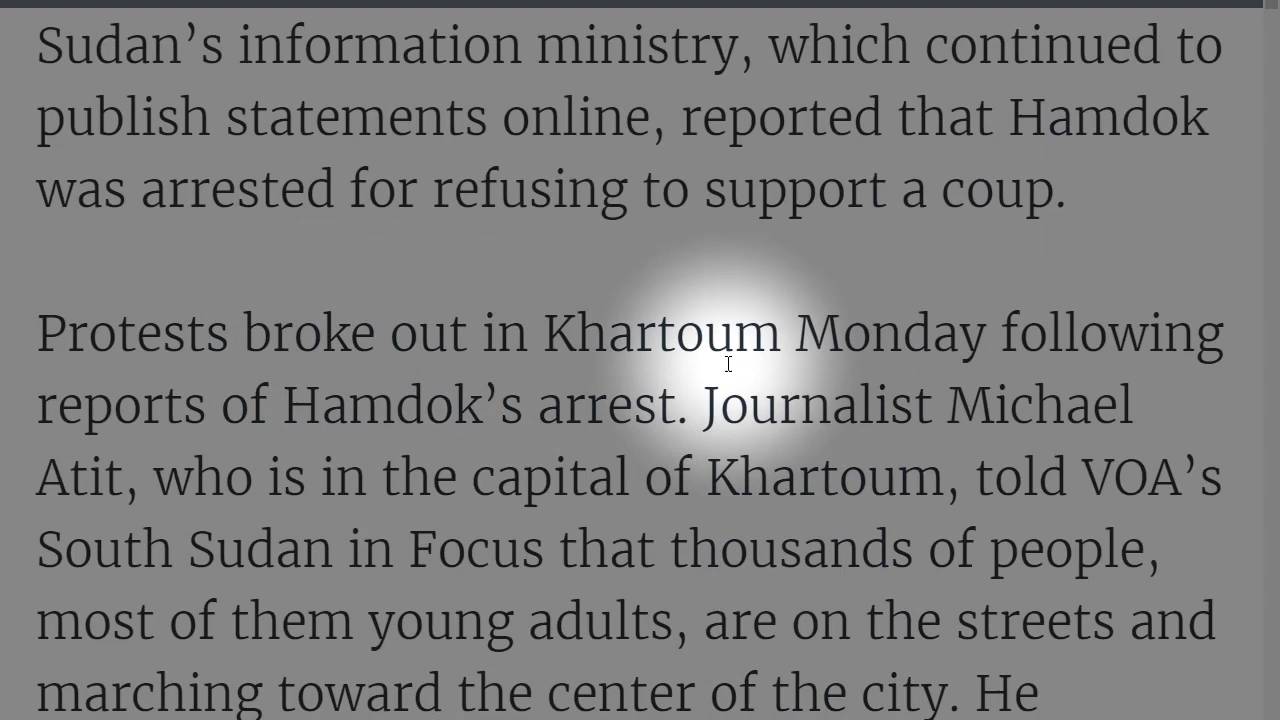 Sudan’s information ministry, which continued to
publish statements online, reported that Hamdok
was arrested for refusing to support a coup.
Protests broke out in Khartoum Monday following
reports of Hamdok’s arrest. Journalist Michael
Atit, who is in the capital of Khartoum, told VOA’s
South Sudan in Focus that thousands of people,
most of them young adults, are on the streets and
marching toward the center of the city. He